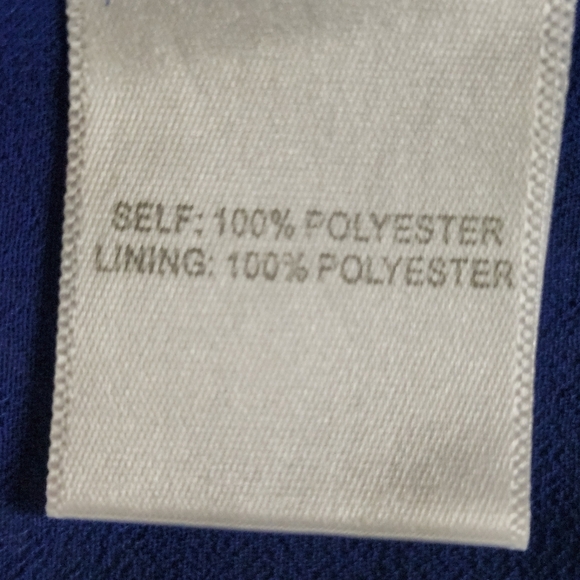 SELF: 100% POLYESTER
LINING: 100% POLYESTER